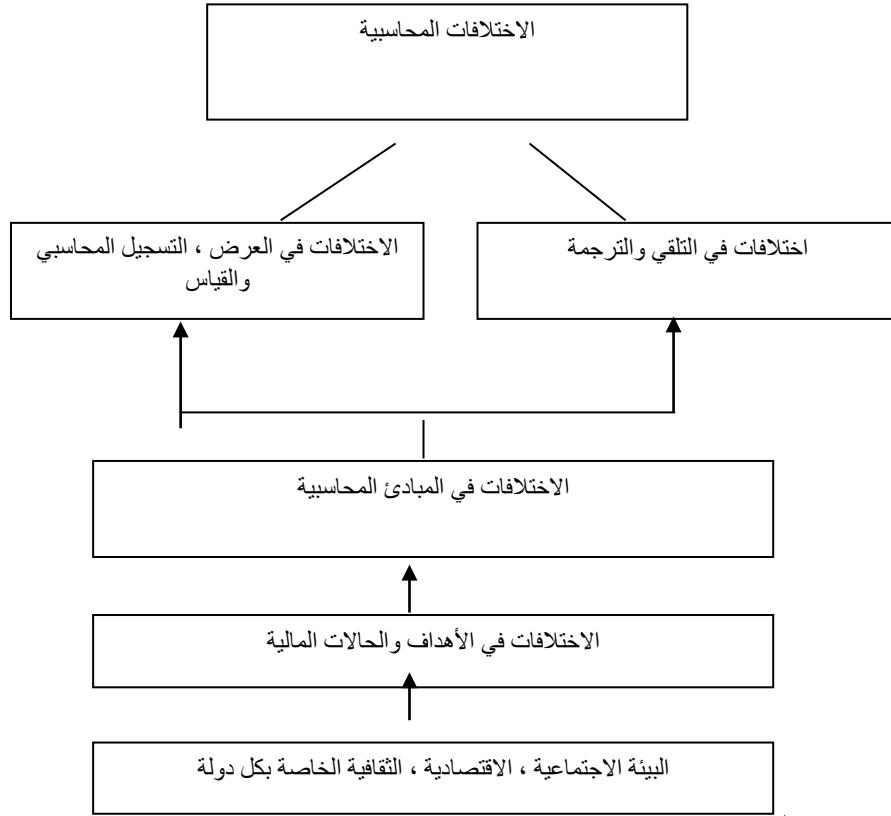 الاختلافات المحاسبية
الاختلافات في العرض ، التسجيل المحاسبي
والقياس
اختلافات في التلقي والترجمة
الاختلافات في المبادئ المحاسبية
الاختلافات في الأهداف والحالات المالية
البيئة الاجتماعية ، الاقتصادية ، الثقافية الخاصة بكل دولة